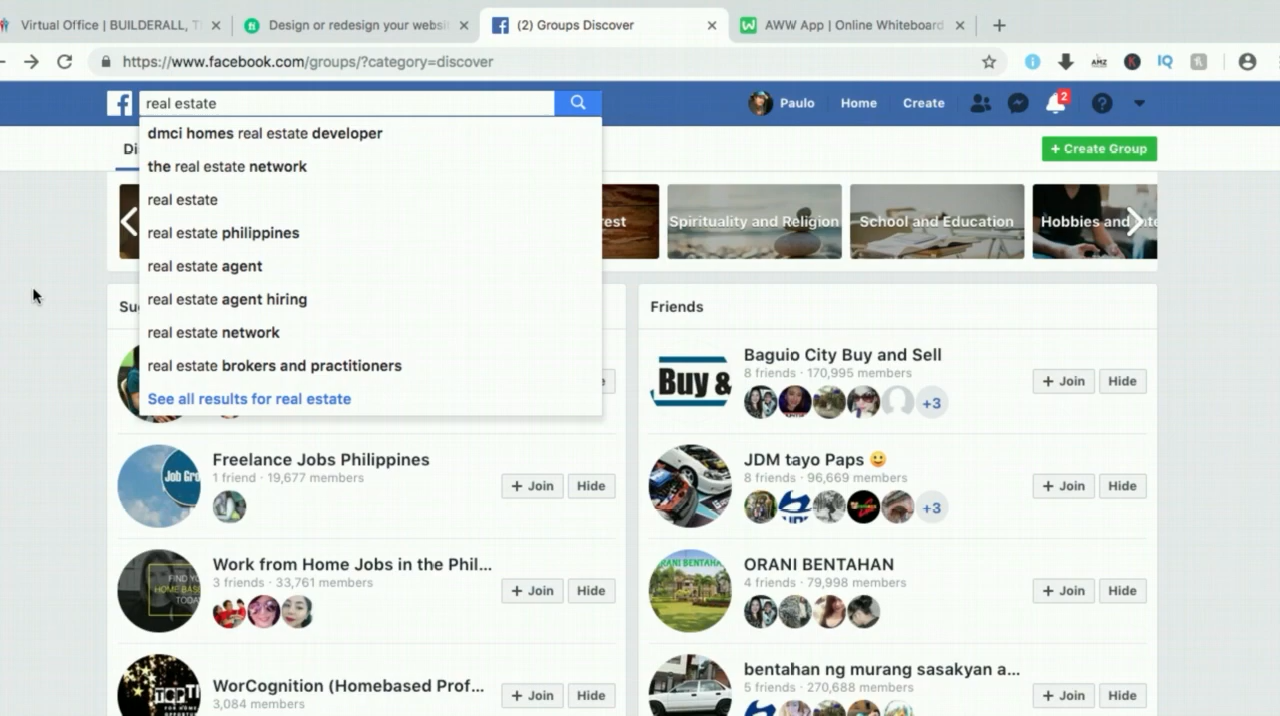 Virtual Office | BUILDERALL, T
Design or redesign your websi
(2) Groups Discover
AWW App | Online Whiteboard
https://www.facebook.com/groups/?category=discover
real estate
Paulo
Home
Create
2
dmci homes real estate developer
the real estate network
real estate
real estate philippines
real estate agent
real estate agent hiring
real estate network
real estate brokers and practitioners
See all results for real estate
Di
+ Create Group
rest
Spirituality and Religion
School and Education
Hobbies and Inte
Su
Freelance Jobs Philippines
1 friend · 19,677 members
+ Join
Hide
Work from Home Jobs in the Phil...
3 friends · 33,761 members
+ Join
Hide
WorCognition (Homebased Prof...
3,084 members
+ Join
Hide
Friends
Buy &
Baguio City Buy and Sell
8 friends · 170,995 members
+3
+ Join
Hide
JDM tayo Paps 😃
8 friends · 96,669 members
+3
+ Join
Hide
ORANI BENTAHAN
4 friends · 79,998 members
+ Join
Hide
bentahan ng murang sasakyan a...
5 friends · 270,688 members
+ Join
Hide